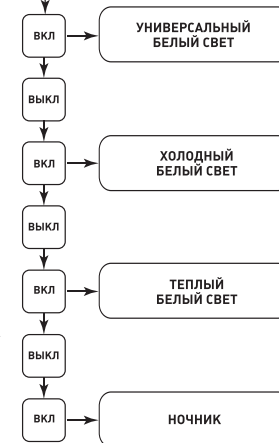 ВКЛ
УНИВЕРСАЛЬНЫЙ
БЕЛЫЙ СВЕТ
ВЫКЛ
ВКЛ
ХОЛОДНЫЙ
БЕЛЫЙ СВЕТ
ВЫКЛ
ВКЛ
ТЕПЛЫЙ
БЕЛЫЙ СВЕТ
ВЫКЛ
ВКЛ
НОЧНИК